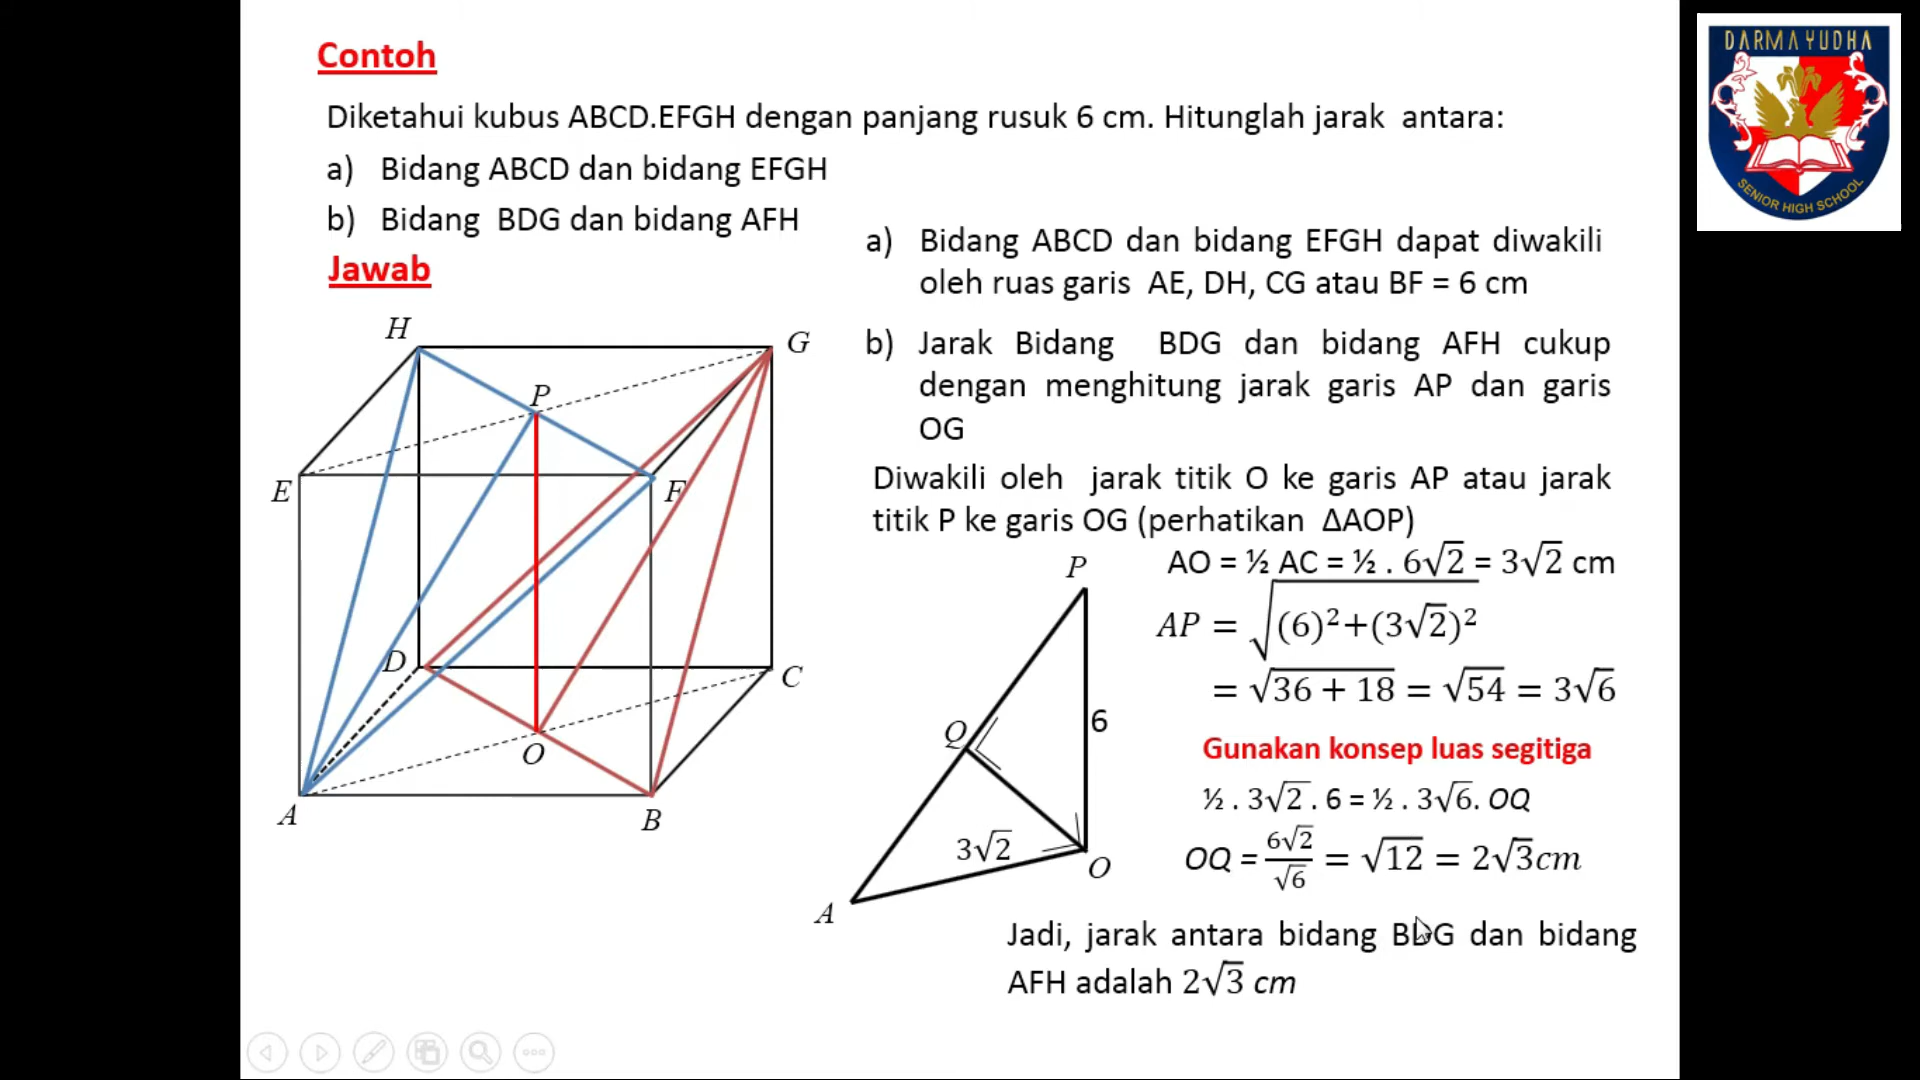 Contoh
Diketahui kubus ABCD.EFGH dengan panjang rusuk 6 cm. Hitunglah jarak antara:
a) Bidang ABCD dan bidang EFGH
b) Bidang BDG dan bidang AFH
Jawab
a) Bidang ABCD dan bidang EFGH dapat diwakili
oleh ruas garis AE, DH, CG atau BF = 6 cm
b) Jarak Bidang BDG dan bidang AFH cukup
dengan menghitung jarak garis AP dan garis
OG
Diwakili oleh jarak titik O ke garis AP atau jarak
titik P ke garis OG (perhatikan ΔAOP)
AO = ½ AC = ½ . 6√2 = 3√2 cm
AP = √(6)²+(3√2)²
= √36 + 18 = √54 = 3√6
Gunakan konsep luas segitiga
½ . 3√2 . 6 = ½ . 3√6. OQ
OQ = 6√2/√6 = √12 = 2√3cm
Jadi, jarak antara bidang BDG dan bidang
AFH adalah 2√3 cm
H
G
P
E
F
D
C
O
A
B
P
Q
6
3√2
O
A
DARMA YUDHA
SENIOR HIGH SCHOOL